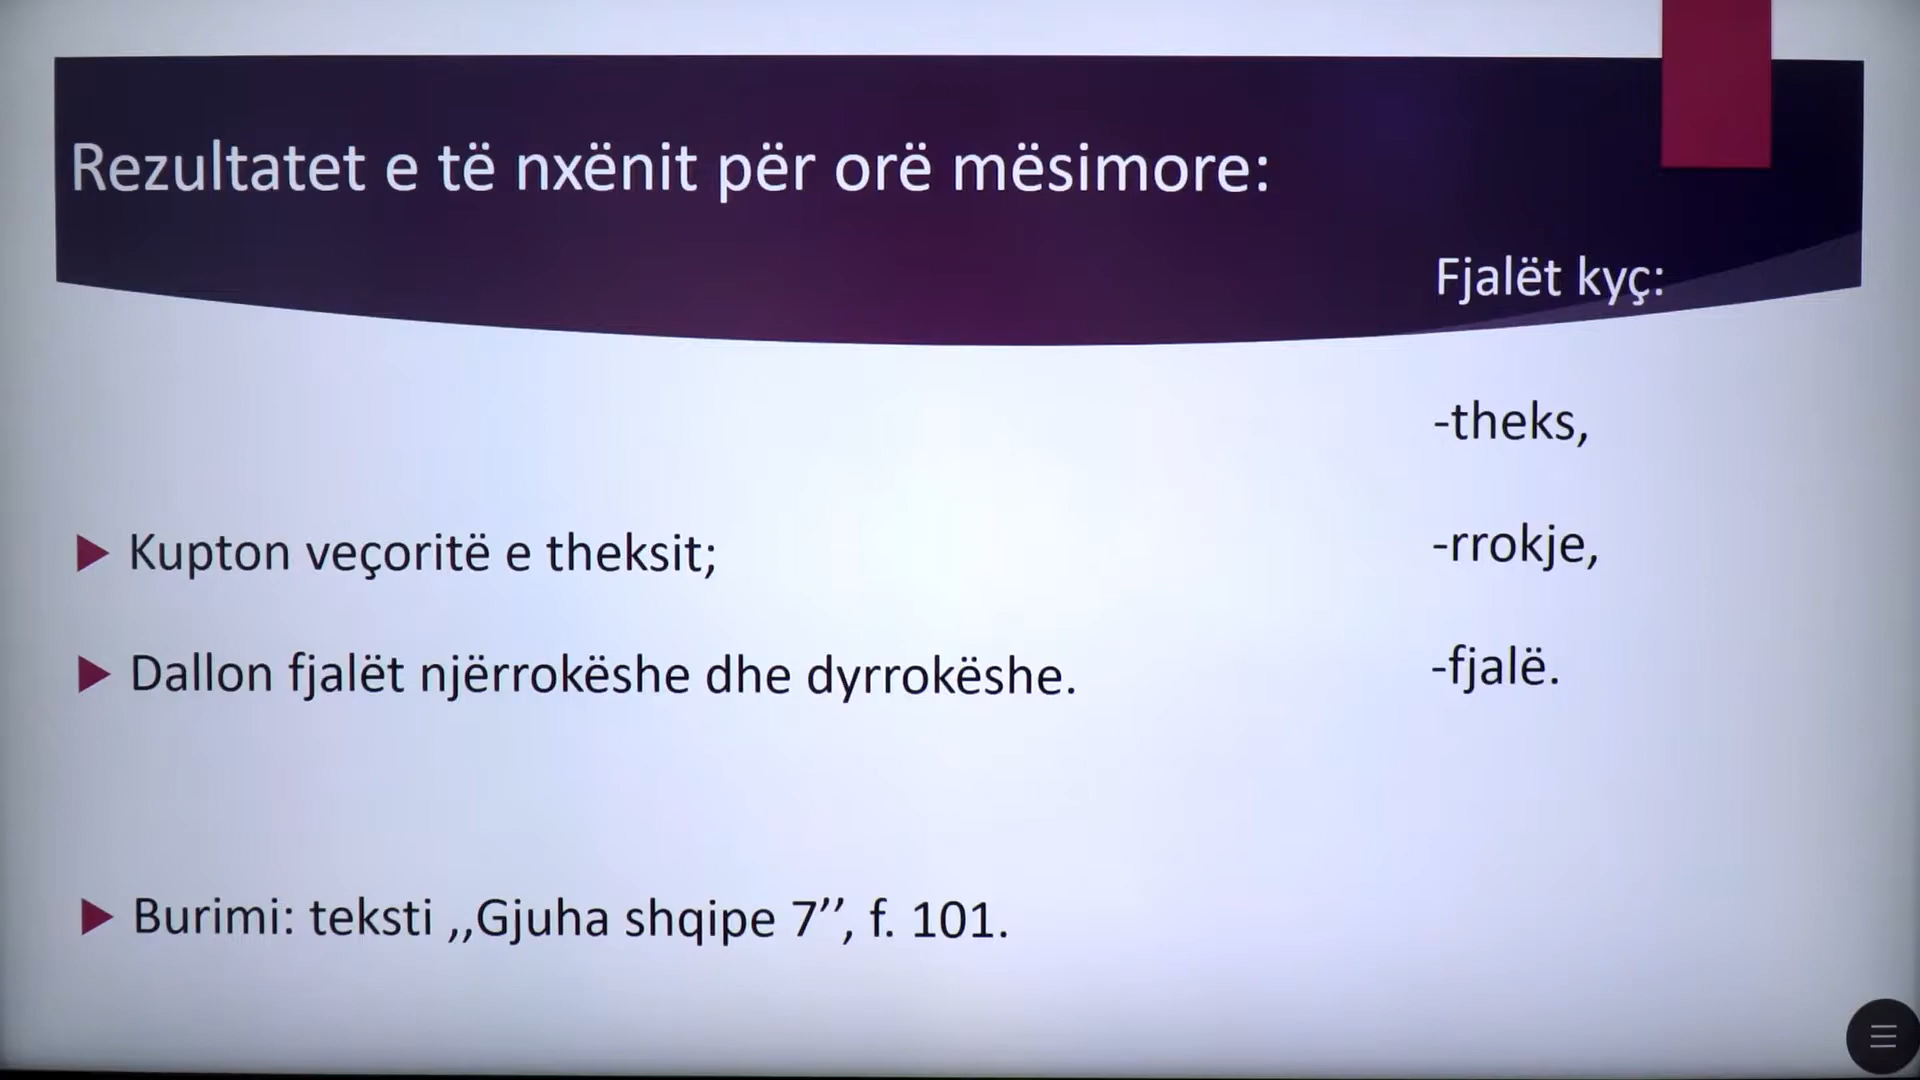 Rezultatet e të nxënit për orë mësimore:
Fjalët kyç:
-theks,
-rrokje,
-fjalë.
Kupton veçoritë e theksit;
Dallon fjalët njërrokëshe dhe dyrrokëshe.
Burimi: teksti ,,Gjuha shqipe 7’’, f. 101.